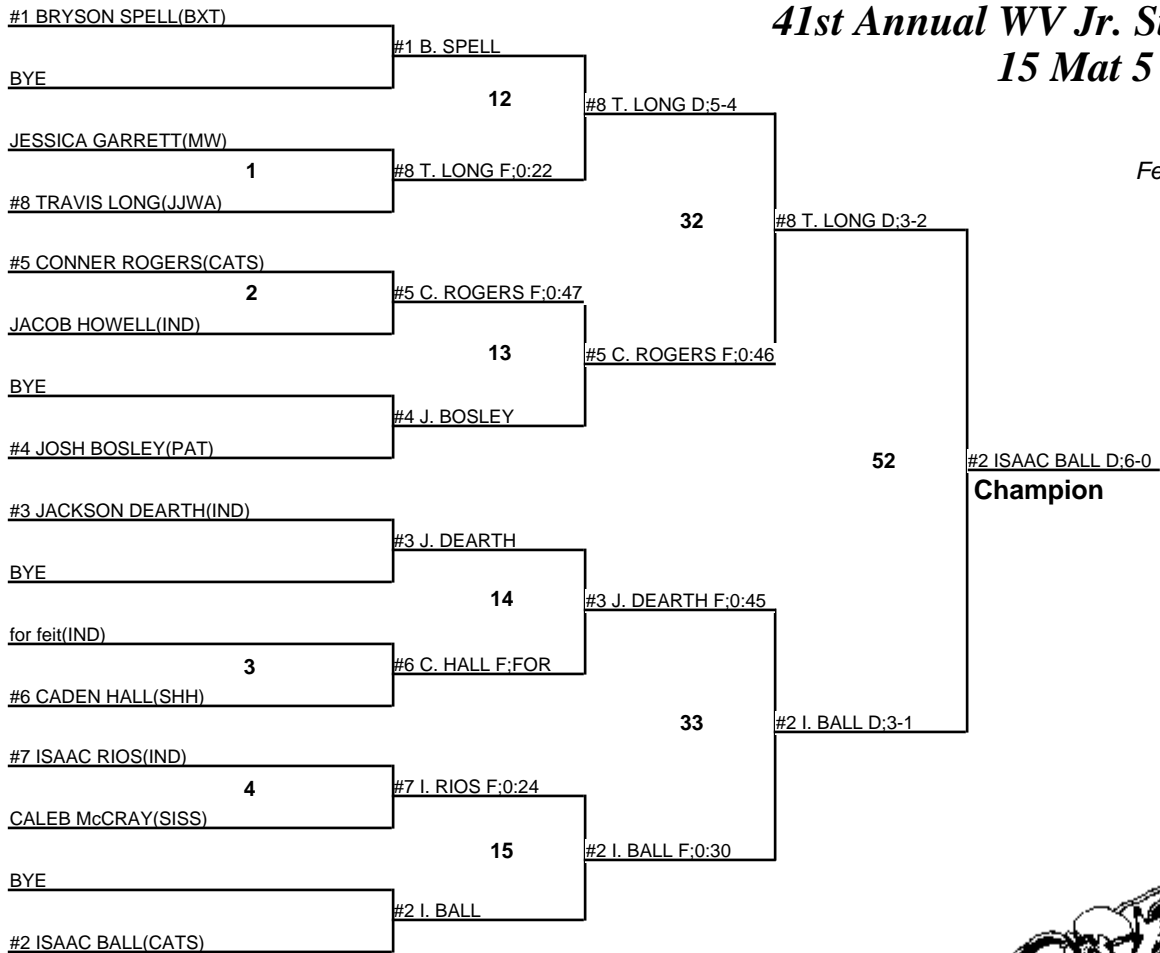 41st Annual WV Jr.
15 Mat 5
#1 BRYSON SPELL(BXT)
#1 B. SPELL
BYE
12
#8 T. LONG D;5-4
JESSICA GARRETT(MW)
1
#8 T. LONG F;0:22
#8 TRAVIS LONG(JJWA)
32
#8 T. LONG D;3-2
#5 CONNER ROGERS(CATS)
2
#5 C. ROGERS F;0:47
JACOB HOWELL(IND)
13
#5 C. ROGERS F;0:46
BYE
#4 J. BOSLEY
#4 JOSH BOSLEY(PAT)
52
#2 ISAAC BALL D;6-0
Champion
#3 JACKSON DEARTH(IND)
#3 J. DEARTH
BYE
14
#3 J. DEARTH F;0:45
for feit(IND)
3
#6 C. HALL F;FOR
#6 CADEN HALL(SHH)
33
#2 I. BALL D;3-1
#7 ISAAC RIOS(IND)
4
#7 I. RIOS F;0:24
CALEB McCRAY(SISS)
15
#2 I. BALL F;0:30
BYE
#2 I. BALL
#2 ISAAC BALL(CATS)